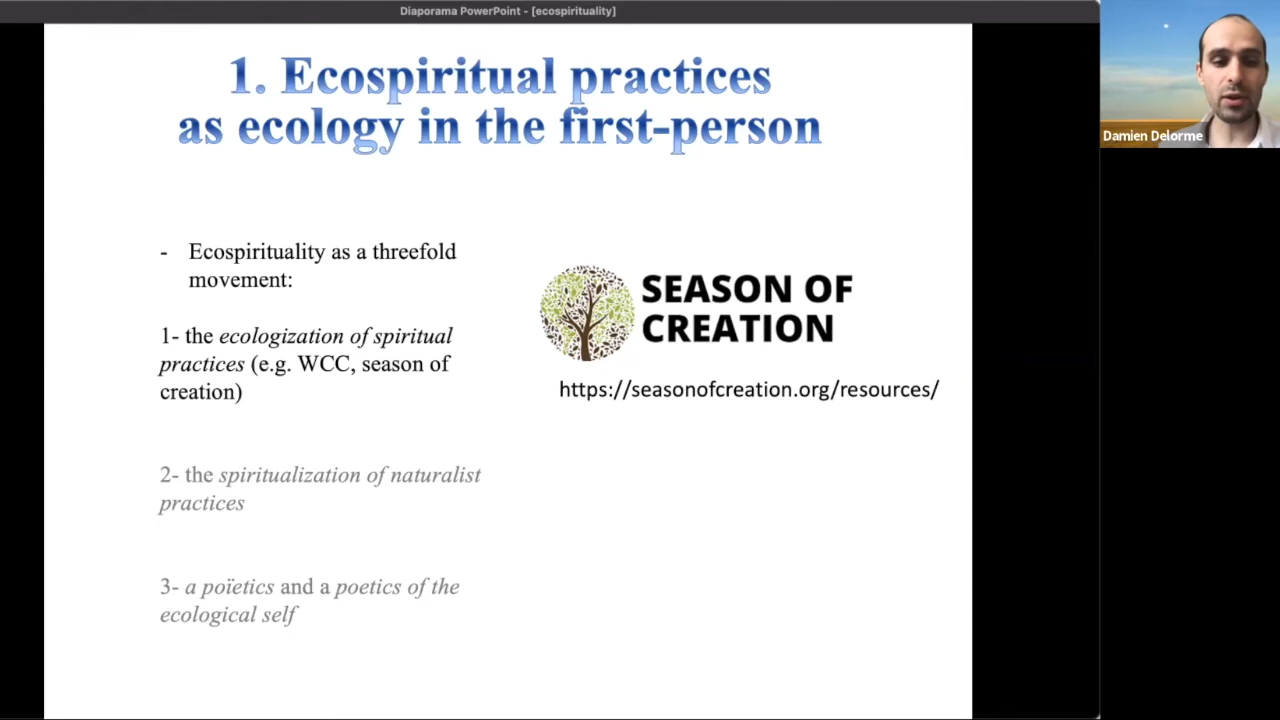 Diaporama PowerPoint - [ecospirituality]
1. Ecospiritual practices
as ecology in the first-person
- Ecospirituality as a threefold
movement:
1- the ecologization of spiritual
practices (e.g. WCC, season of
creation)
2- the spiritualization of naturalist
practices
3- a poïetics and a poetics of the
ecological self
SEASON OF
CREATION
https://seasonofcreation.org/resources/
Damien Delorme